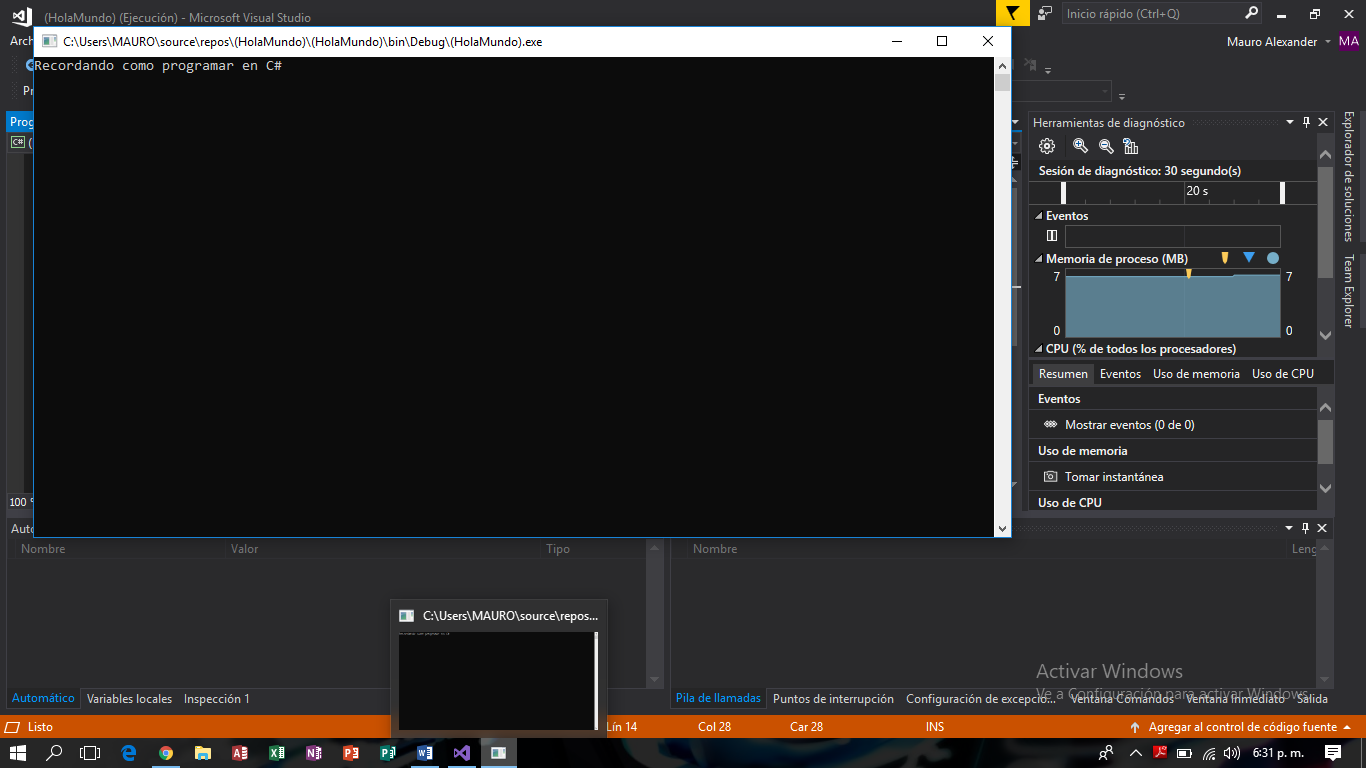 (HolaMundo) (Ejecución) - Microsoft Visual Studio
Inicio rápido (Ctrl+Q)
C:\Users\MAURO\source\repos\(HolaMundo)\(HolaMundo)\bin\Debug\(HolaMundo).exe
Mauro Alexander
MA
Recordando como programar en C#
Herramientas de diagnóstico
C#
Sesión de diagnóstico: 30 segundo(s)
20 s
Eventos
Memoria de proceso (MB)
7
7
0
0
CPU (% de todos los procesadores)
Resumen
Eventos
Uso de memoria
Uso de CPU
Eventos
Mostrar eventos (0 de 0)
Uso de memoria
Tomar instantánea
Uso de CPU
Explorador de soluciones
Team Explorer
100 %
Nombre
Valor
Tipo
Nombre
Leng
C:\Users\MAURO\source\repos...
Recordando como programar en C#
Activar Windows
Ve a Configuración para activar Windows.
Automático
Variables locales
Inspección 1
Pila de llamadas
Puntos de interrupción
Configuración de excepcio...
Ventana Comandos
Ventana Inmediato
Salida
Listo
Lín 14
Col 28
Car 28
INS
Agregar al control de código fuente
6:31 p. m.